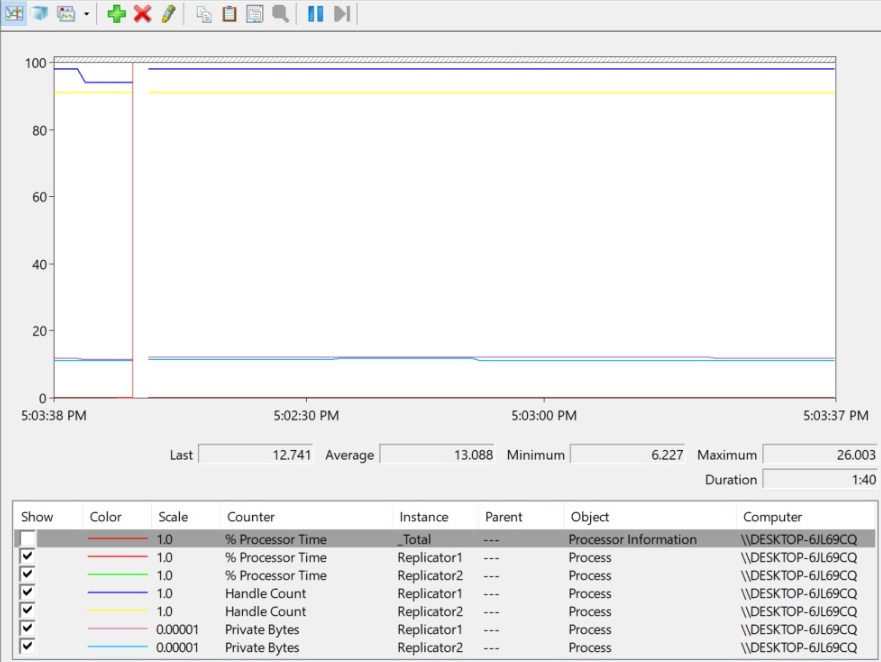 100
80
60
40
20
0
5:03:38 PM 5:02:30 PM 5:03:00 PM 5:03:37 PM
Last 12.741 Average 13.088 Minimum 6.227 Maximum 26.003
Duration 1:40
Show Color Scale Counter Instance Parent Object Computer
1.0 % Processor Time _Total --- Processor Information \\DESKTOP-6JL69CQ
1.0 % Processor Time Replicator1 --- Process \\DESKTOP-6JL69CQ
1.0 % Processor Time Replicator2 --- Process \\DESKTOP-6JL69CQ
1.0 Handle Count Replicator1 --- Process \\DESKTOP-6JL69CQ
1.0 Handle Count Replicator2 --- Process \\DESKTOP-6JL69CQ
0.00001 Private Bytes Replicator1 --- Process \\DESKTOP-6JL69CQ
0.00001 Private Bytes Replicator2 --- Process \\DESKTOP-6JL69CQ